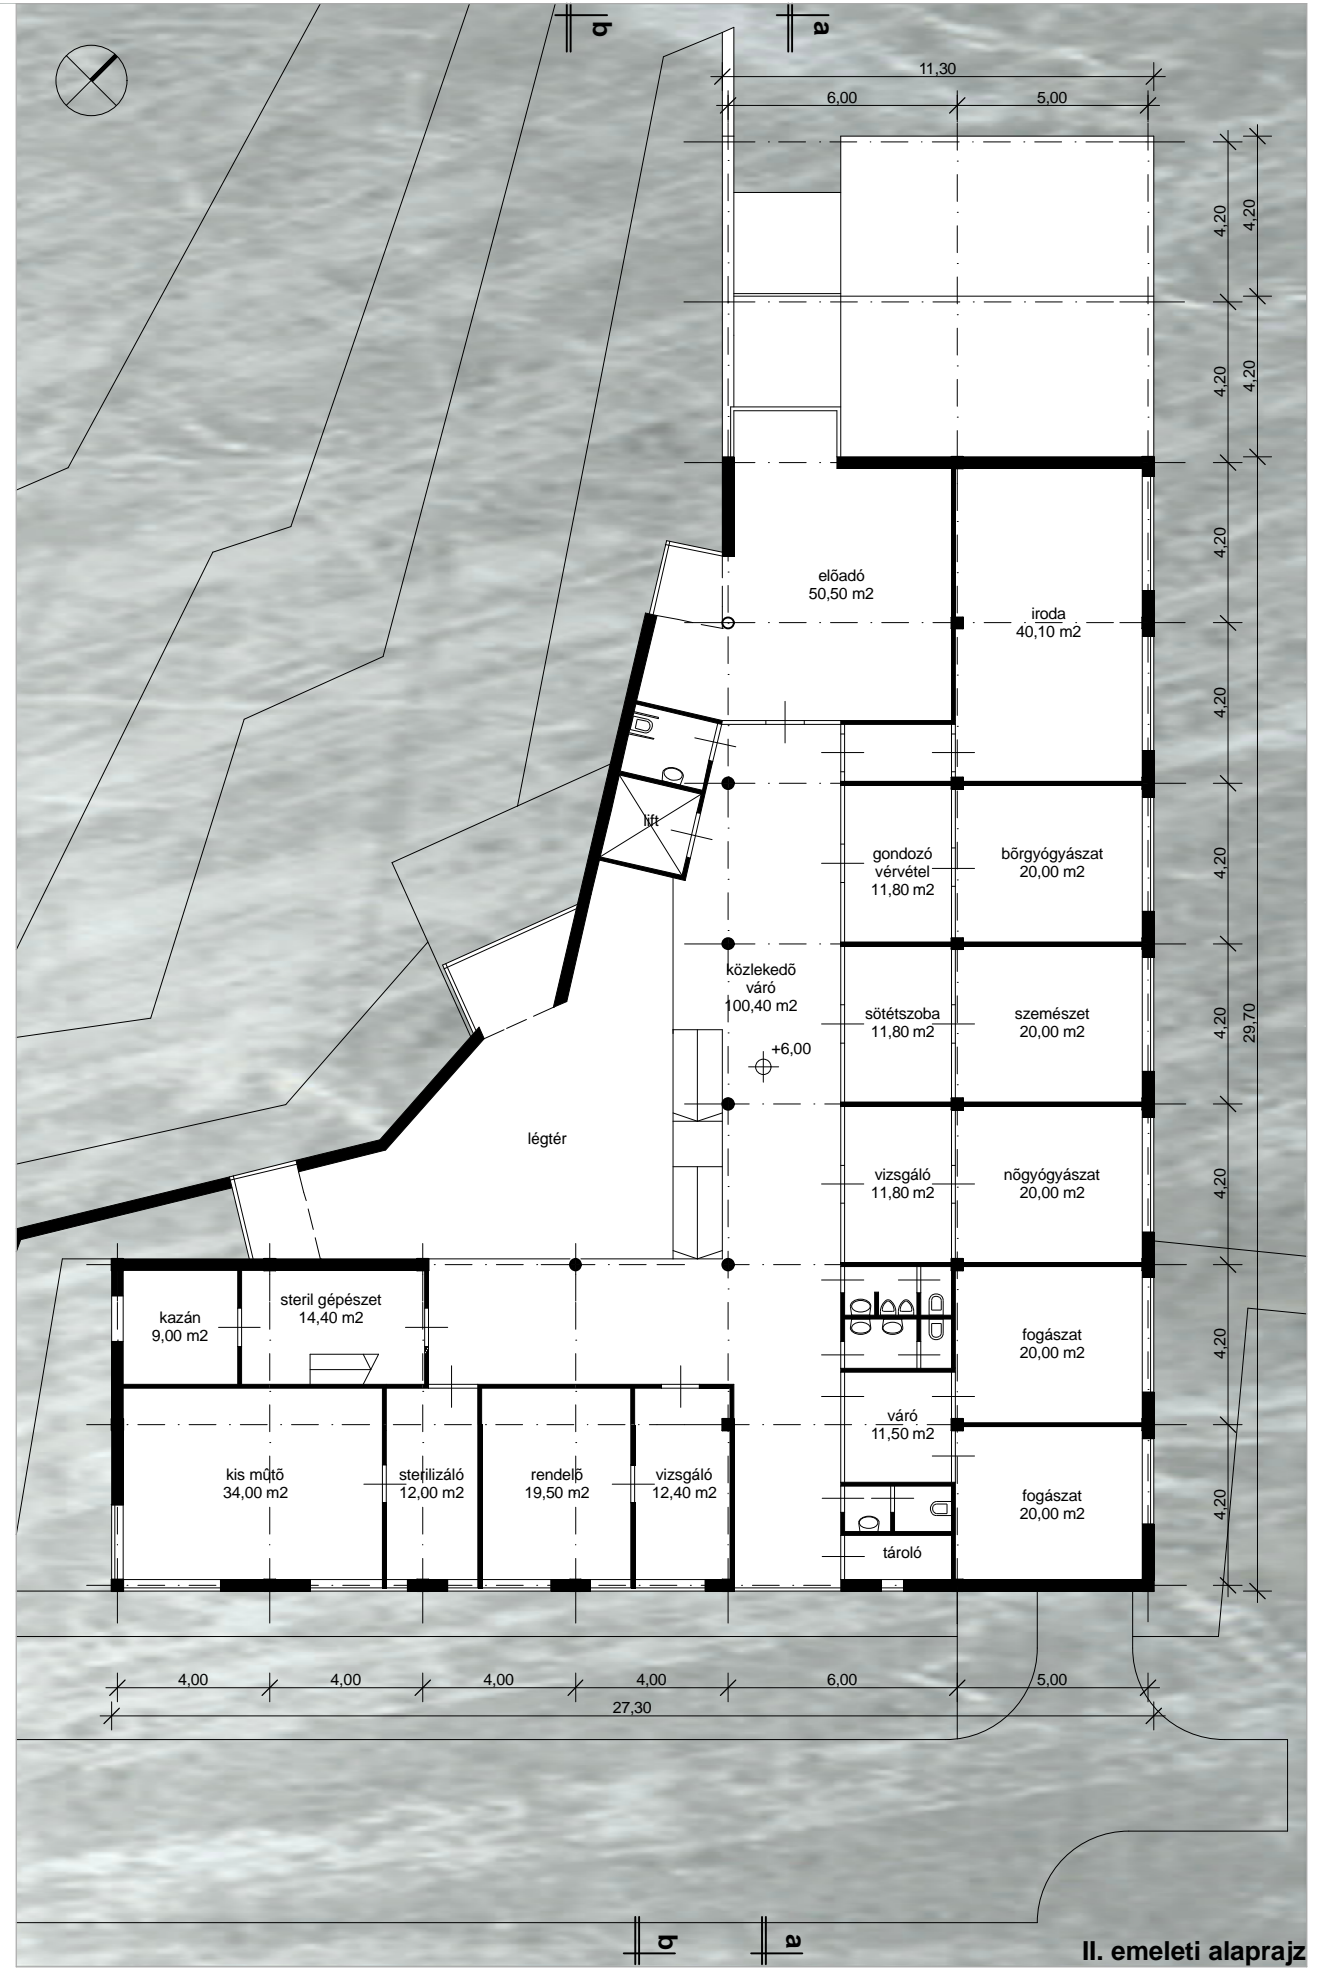 b
a
11,30
6,00
5,00
4,20
4,20
4,20
4,20
4,20
4,20
4,20
4,20
4,20
4,20
4,20
29,70
előadó
50,50 m2
iroda
40,10 m2
lift
gondozó
vérvétel
11,80 m2
bőrgyógyászat
20,00 m2
közlekedő
váró
100,40 m2
sötétszoba
11,80 m2
szemészet
20,00 m2
+6,00
légtér
vizsgáló
11,80 m2
nőgyógyászat
20,00 m2
kazán
9,00 m2
steril gépészet
14,40 m2
fogászat
20,00 m2
váró
11,50 m2
kis műtő
34,00 m2
sterilizáló
12,00 m2
rendelő
19,50 m2
vizsgáló
12,40 m2
fogászat
20,00 m2
tároló
4,00
4,00
4,00
4,00
6,00
5,00
27,30
b
a
II. emeleti alaprajz